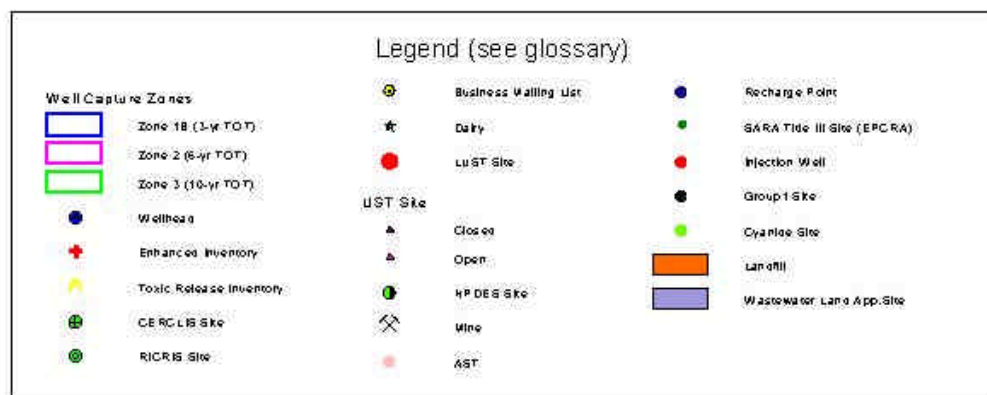 Legend (see glossary)
Well Capture Zones
Zone 1B (3-yr TOT)
Zone 2 (6-yr TOT)
Zone 3 (10-yr TOT)
Wellhead
Enhanced Inventory
Toxic Release Inventory
CERCLIS Site
RICRIS Site
Business Mailing List
Dairy
LUST Site
UST Site
Closed
Open
NPDES Site
Mine
AST
Recharge Point
SARA Title III Site (EPCRA)
Injection Well
Group 1 Site
Cyanide Site
Landfill
Wastewater Land App. Site